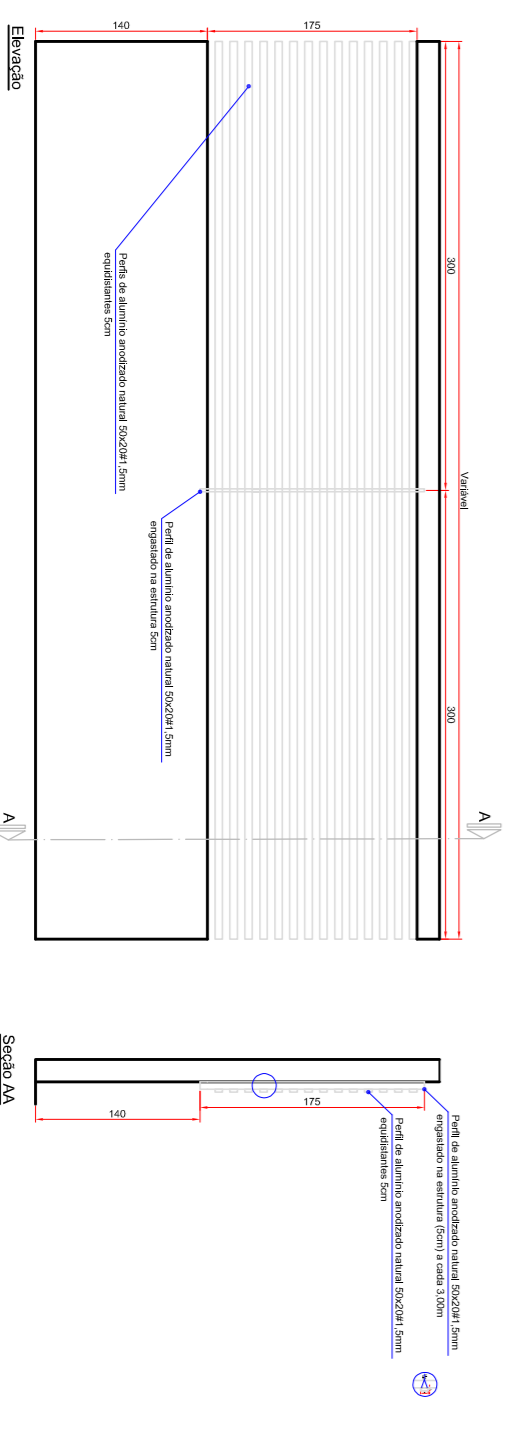 140
175
300
Variável
300
Perfis de alumínio anodizado natural 50x20#1,5mm
equidistantes 5cm
Perfil de alumínio anodizado natural 50x20#1,5mm
engastado na estrutura 5cm
A
A
Elevação
140
175
Perfil de alumínio anodizado natural 50x20#1,5mm
engastado na estrutura (5cm) a cada 3,00m
Perfil de alumínio anodizado natural 50x20#1,5mm
equidistantes 5cm
Seção AA